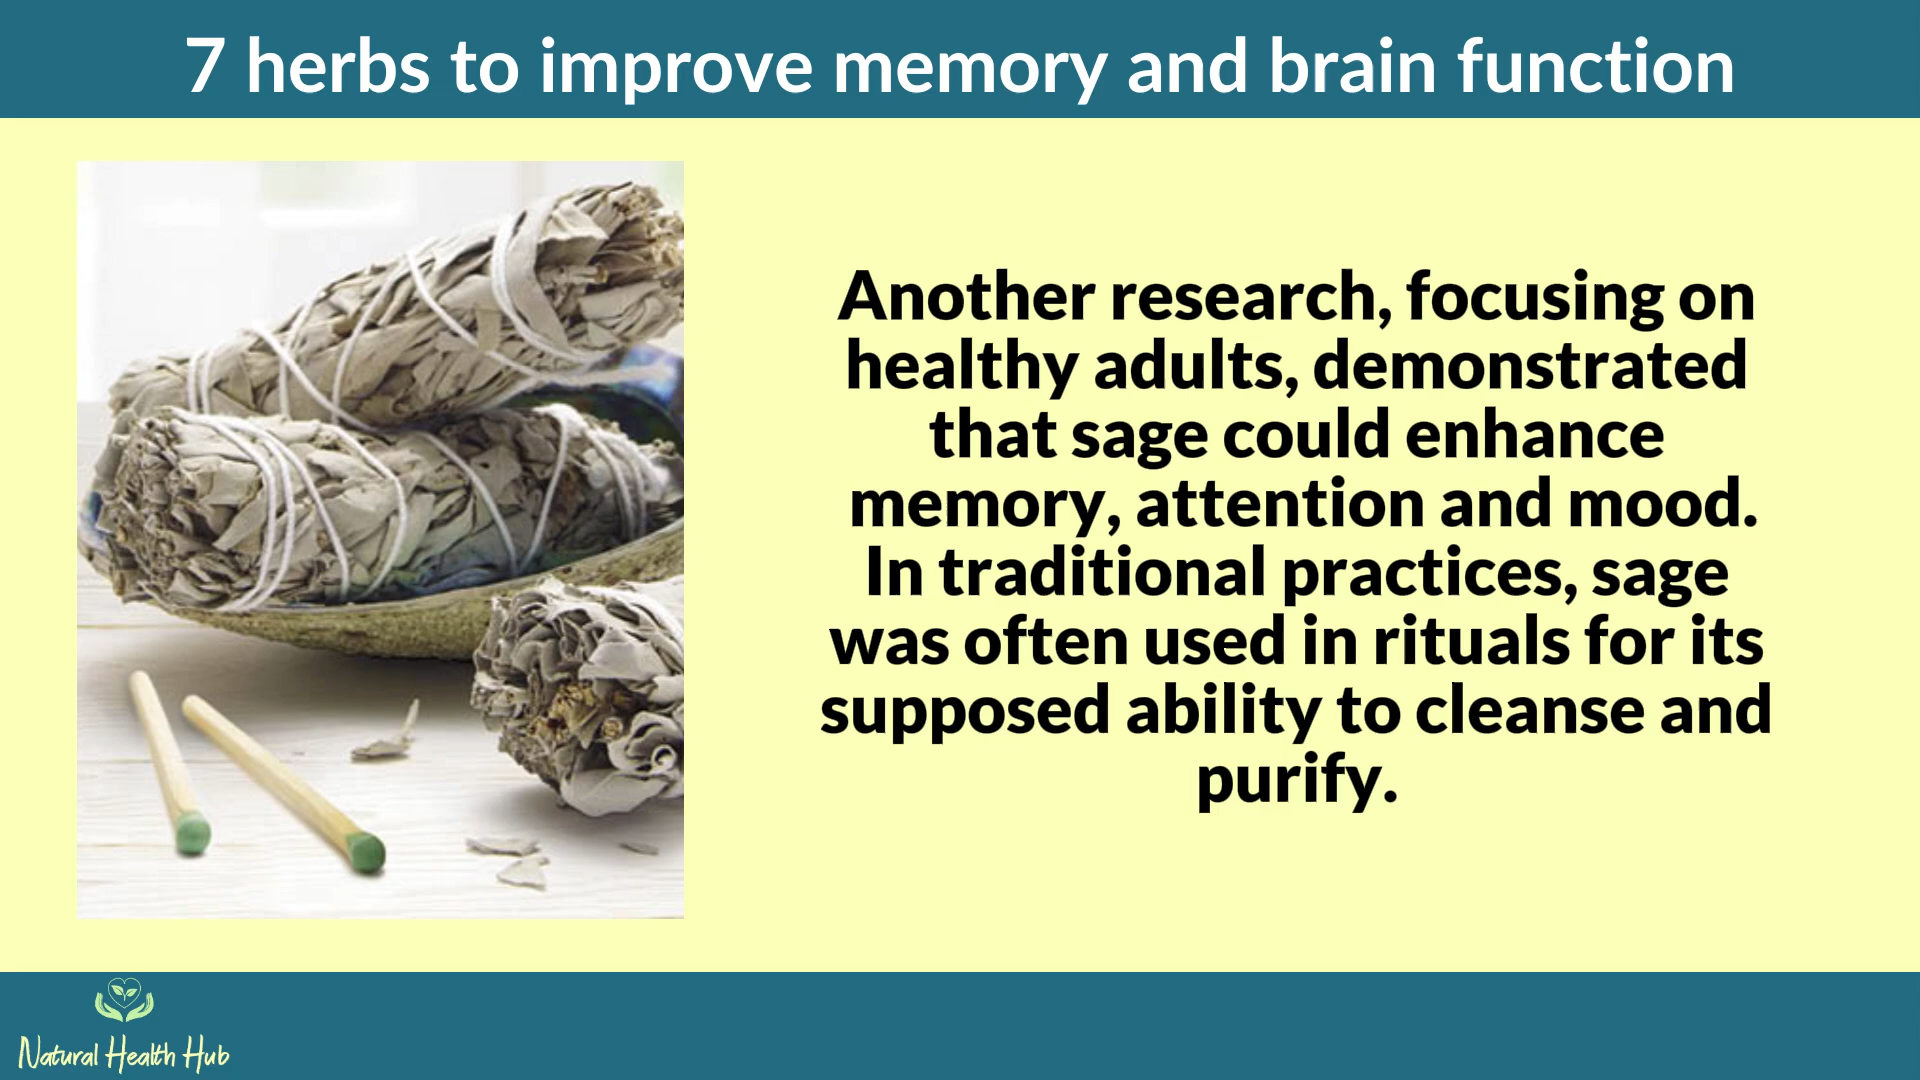 7 herbs to improve memory and brain function
Another research, focusing on
healthy adults, demonstrated
that sage could enhance
memory, attention and mood.
In traditional practices, sage
was often used in rituals for its
supposed ability to cleanse and
purify.
Natural Health Hub